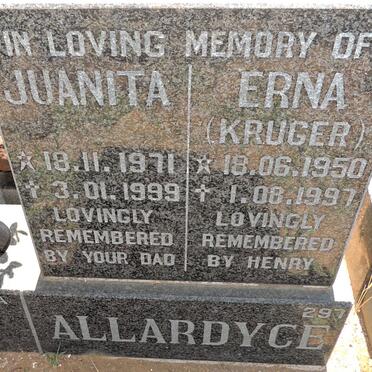 IN LOVING MEMORY OF
JUANITA
☆ 18.11.1971
✝ 3.01.1999
LOVINGLY
REMEMBERED
BY YOUR DAD
ERNA
(KRUGER)
☆ 18.06.1950
✝ 1.08.1997
LOVINGLY
REMEMBERED
BY HENRY
297
ALLARDYCE